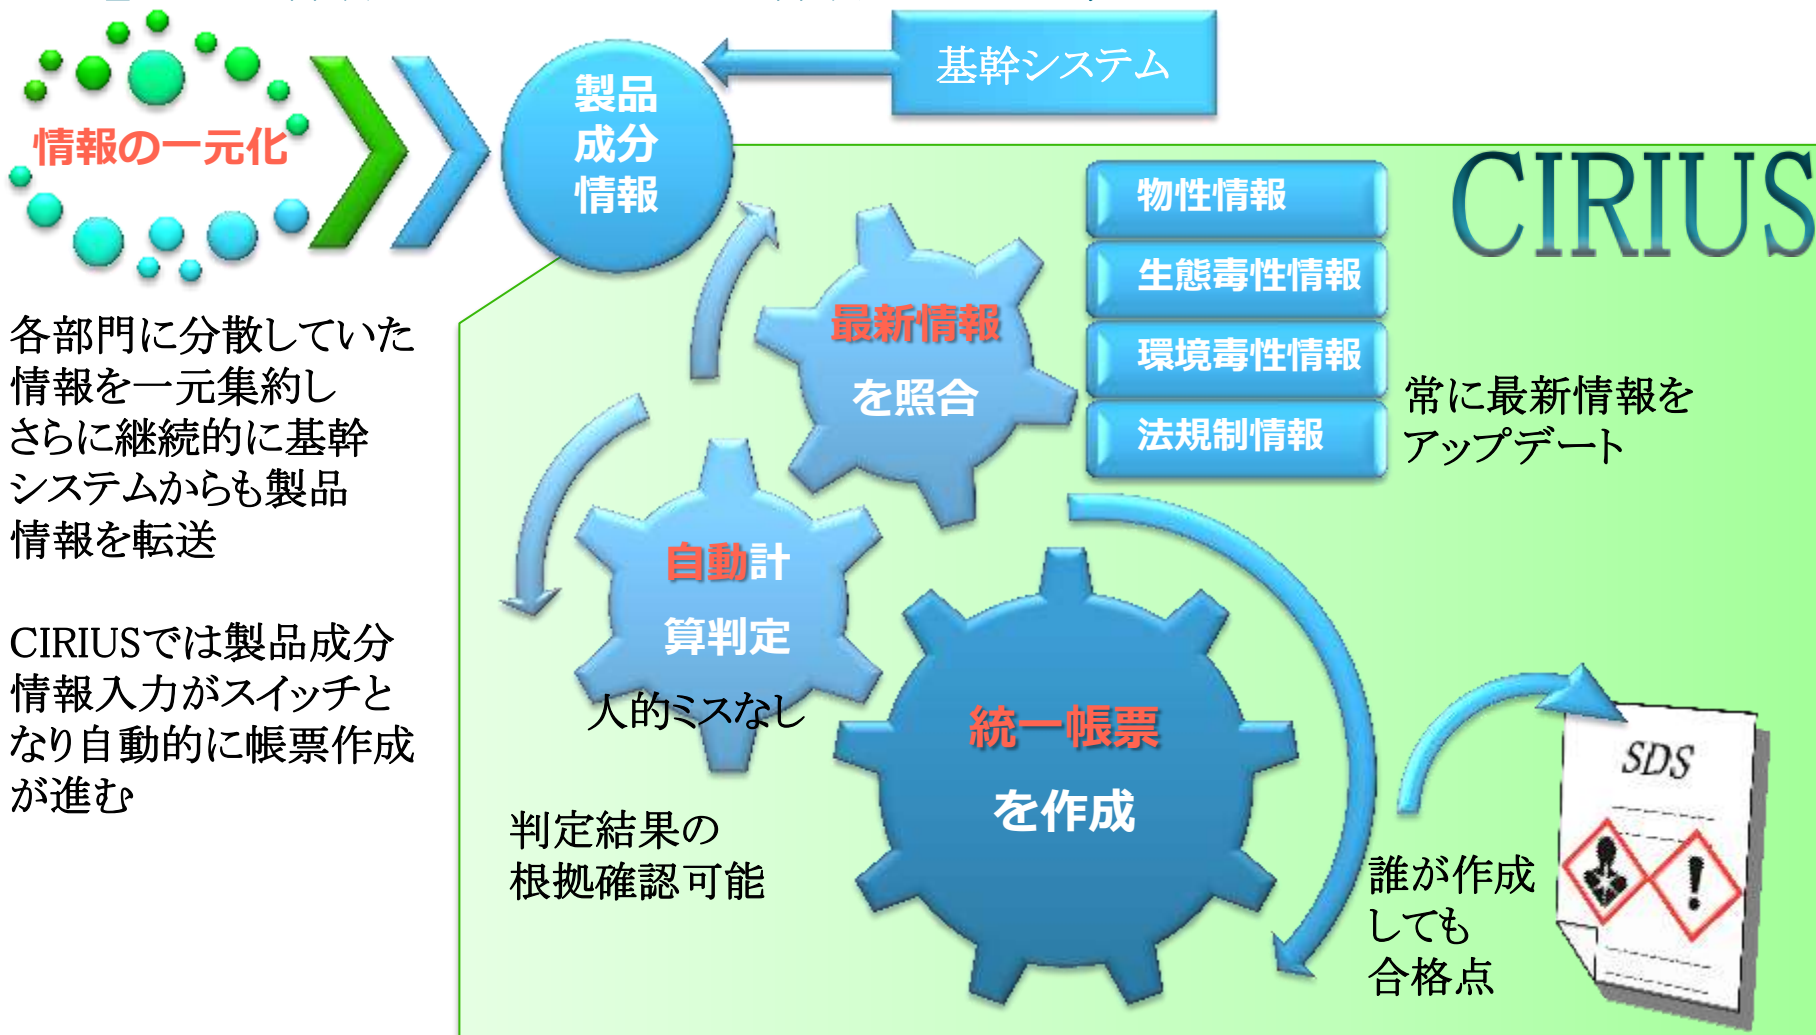 情報の一元化
製品
成分
情報
基幹システム
CIRIUS
物性情報
生態毒性情報
環境毒性情報
法規制情報
常に最新情報を
アップデート
最新情報
を照合
自動計
算判定
人的ミスなし
判定結果の
根拠確認可能
統一帳票
を作成
SDS
誰が作成
しても
合格点
各部門に分散していた
情報を一元集約し
さらに継続的に基幹
システムからも製品
情報を転送
CIRIUSでは製品成分
情報入力がスイッチと
なり自動的に帳票作成
が進む